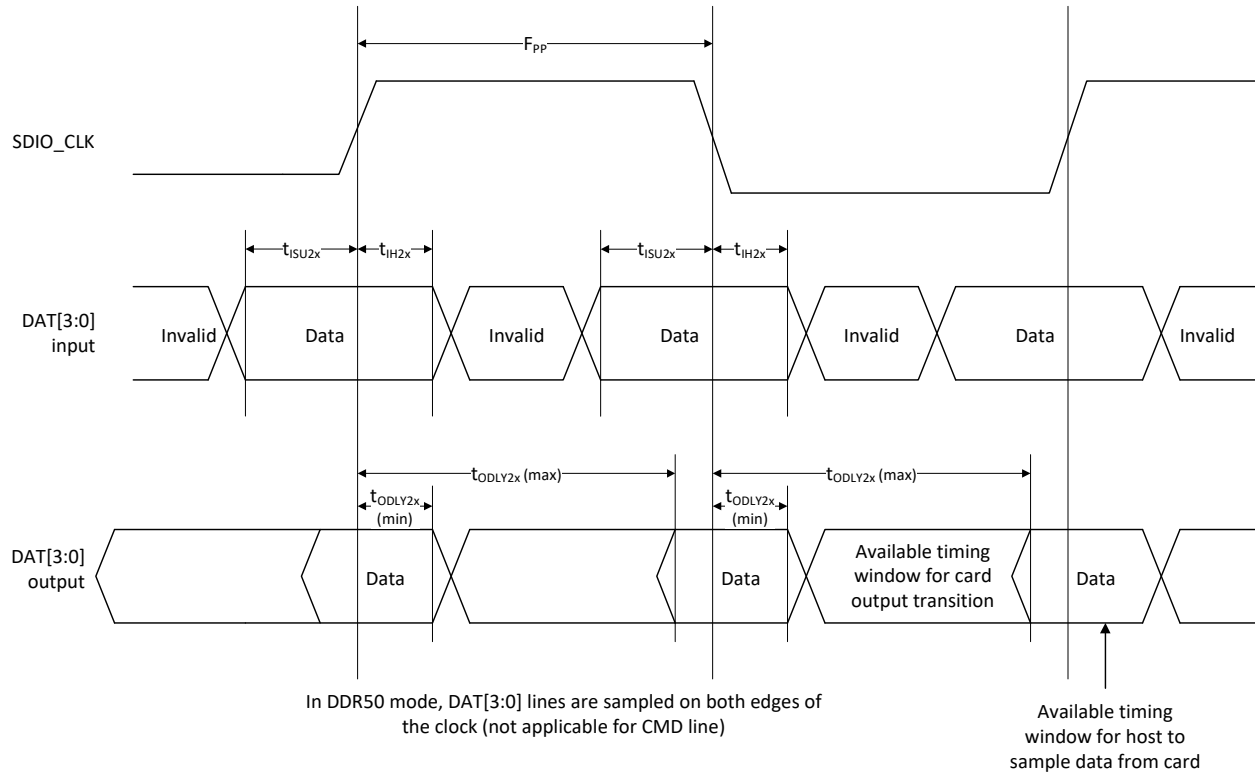 F_PP
SDIO_CLK
t_ISU2x
t_IH2x
t_ISU2x
t_IH2x
DAT[3:0]
input
Invalid
Data
Invalid
Data
Invalid
Data
Invalid
t_ODLY2x (max)
t_ODLY2x (max)
t_ODLY2x
(min)
t_ODLY2x
(min)
DAT[3:0]
output
Data
Data
Available timing
window for card
output transition
Data
In DDR50 mode, DAT[3:0] lines are sampled on both edges of
the clock (not applicable for CMD line)
Available timing
window for host to
sample data from card